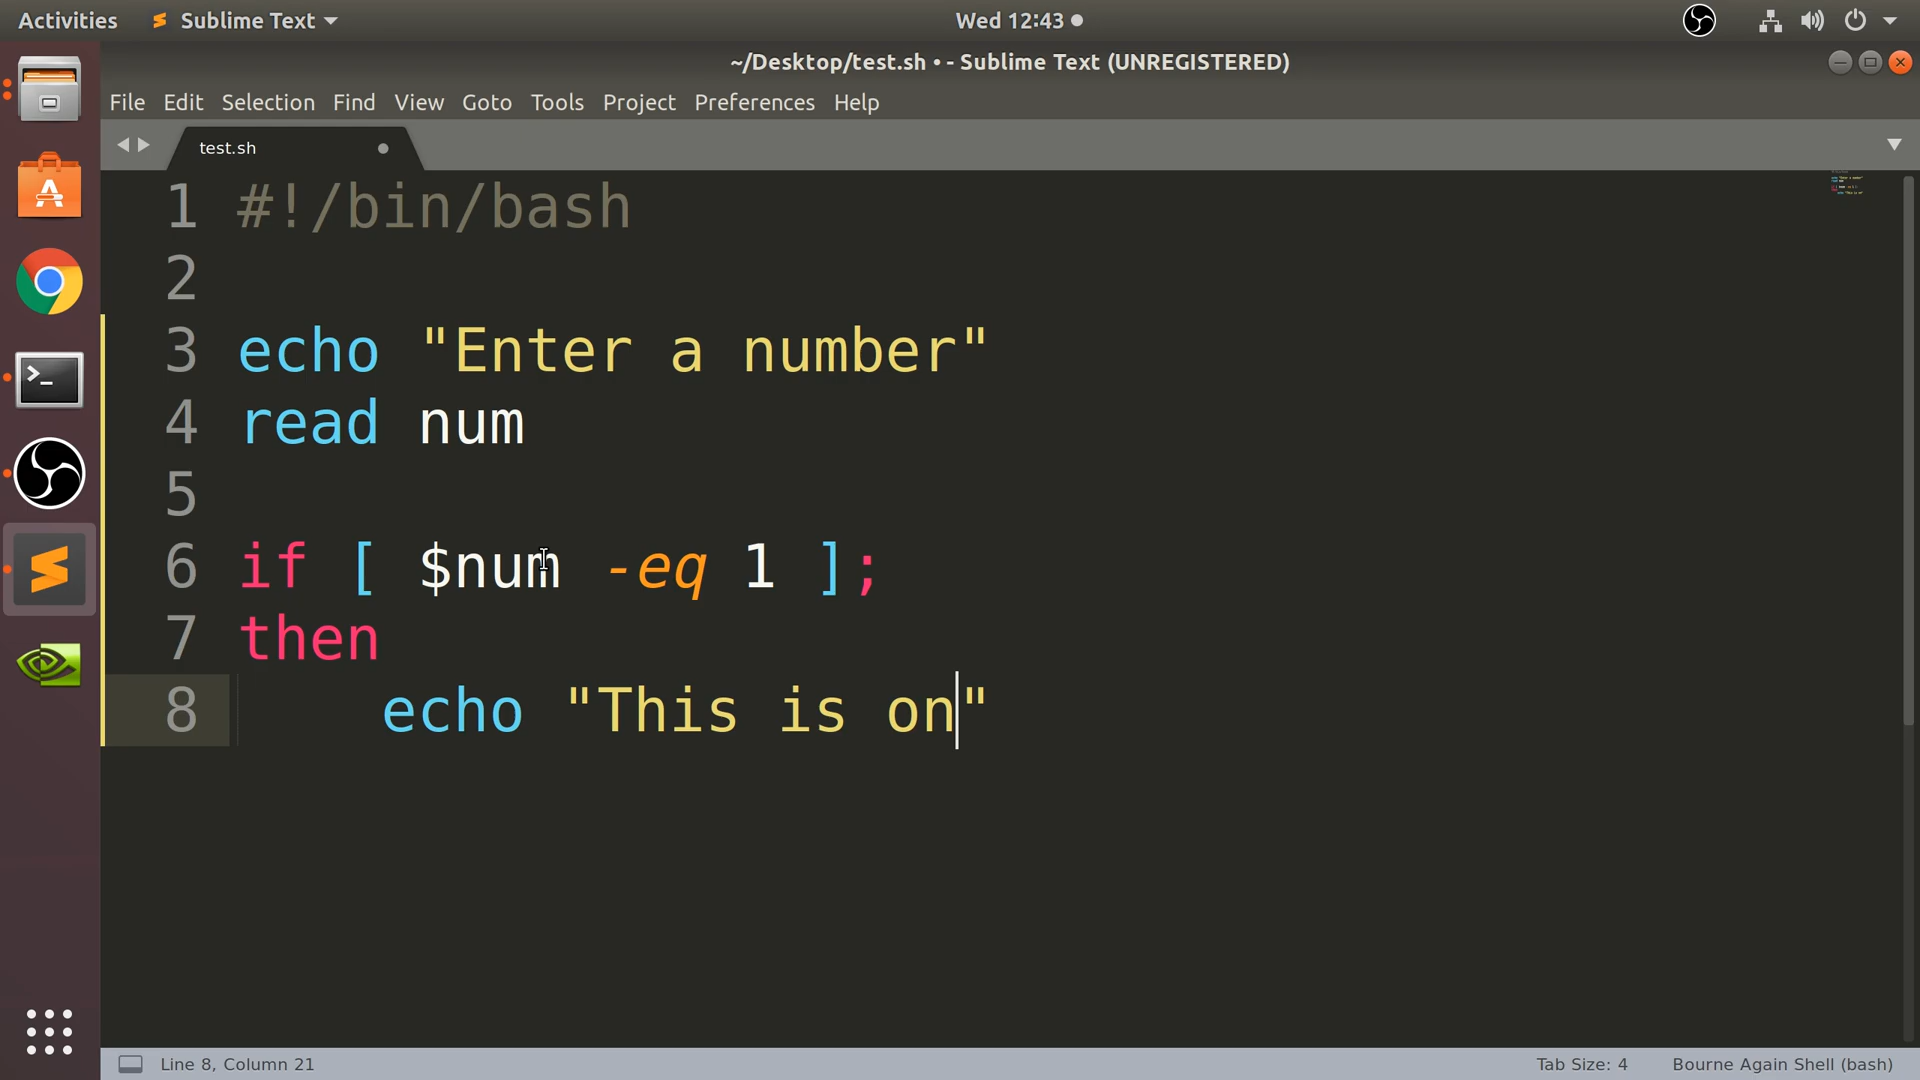 Activities Sublime Text Wed 12:43
~/Desktop/test.sh • - Sublime Text (UNREGISTERED)
File Edit Selection Find View Goto Tools Project Preferences Help
test.sh
1 #!/bin/bash
2
3 echo "Enter a number"
4 read num
5
6 if [ $num -eq 1 ];
7 then
8 echo "This is on"
Line 8, Column 21 Tab Size: 4 Bourne Again Shell (bash)